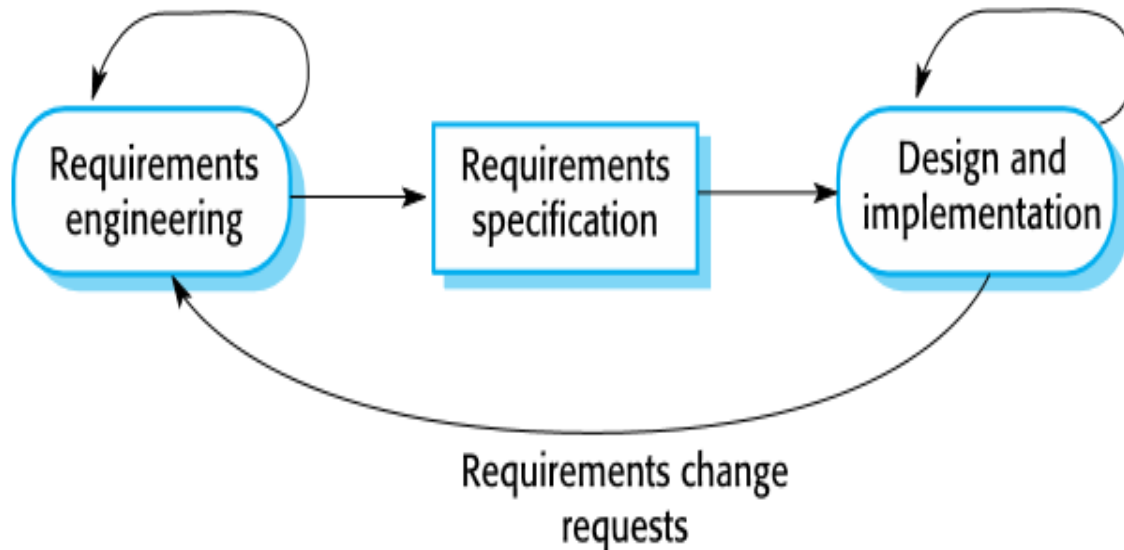 Requirements
engineering
Requirements
specification
Design and
implementation
Requirements change
requests